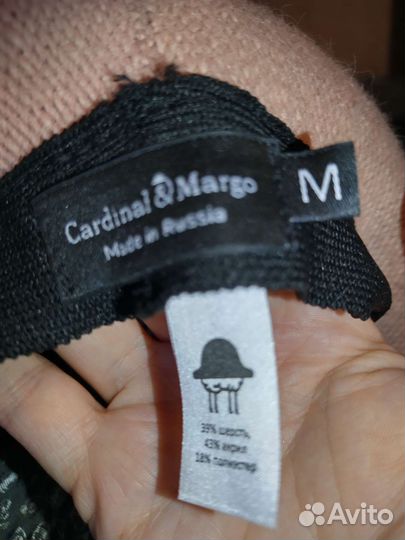 Cardinal & Margo
Made in Russia
M
39% шерсть,
43% акрил
18% полиэстер
Avito